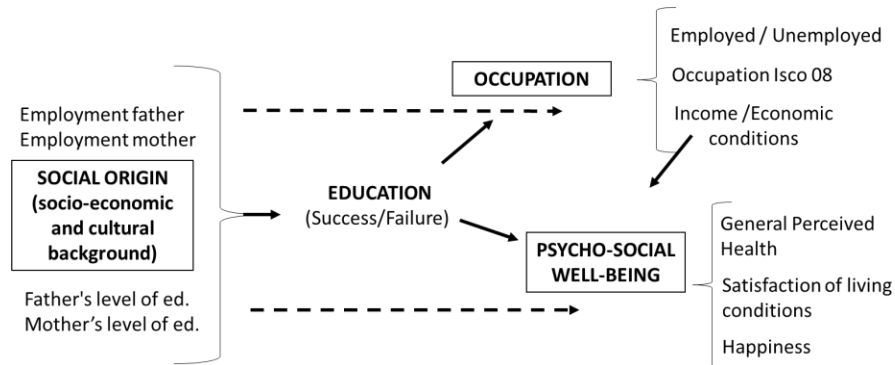 Employment father
Employment mother
SOCIAL ORIGIN
(socio-economic
and cultural
background)
Father's level of ed.
Mother’s level of ed.
EDUCATION
(Success/Failure)
OCCUPATION
Employed / Unemployed
Occupation Isco 08
Income /Economic
conditions
PSYCHO-SOCIAL
WELL-BEING
General Perceived
Health
Satisfaction of living
conditions
Happiness